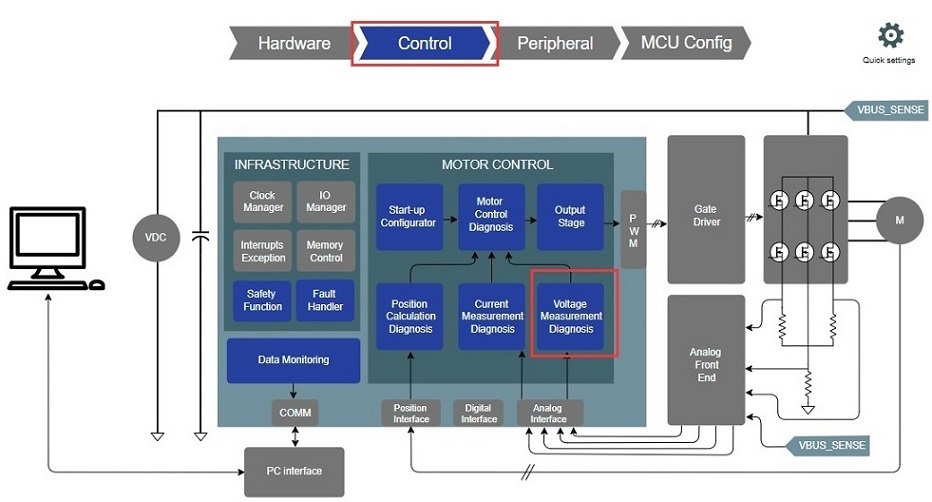 Hardware
Control
Peripheral
MCU Config
Quick settings
VBUS_SENSE
INFRASTRUCTURE
MOTOR CONTROL
Clock
Manager
IO
Manager
Start-up
Configurator
Motor
Control
Diagnosis
Output
Stage
P
W
M
Gate
Driver
M
VDC
Interrupts
Exception
Memory
Control
Safety
Function
Fault
Handler
Position
Calculation
Diagnosis
Current
Measurement
Diagnosis
Voltage
Measurement
Diagnosis
Data Monitoring
Analog
Front
End
COMM
Position
Interface
Digital
Interface
Analog
Interface
VBUS_SENSE
PC interface